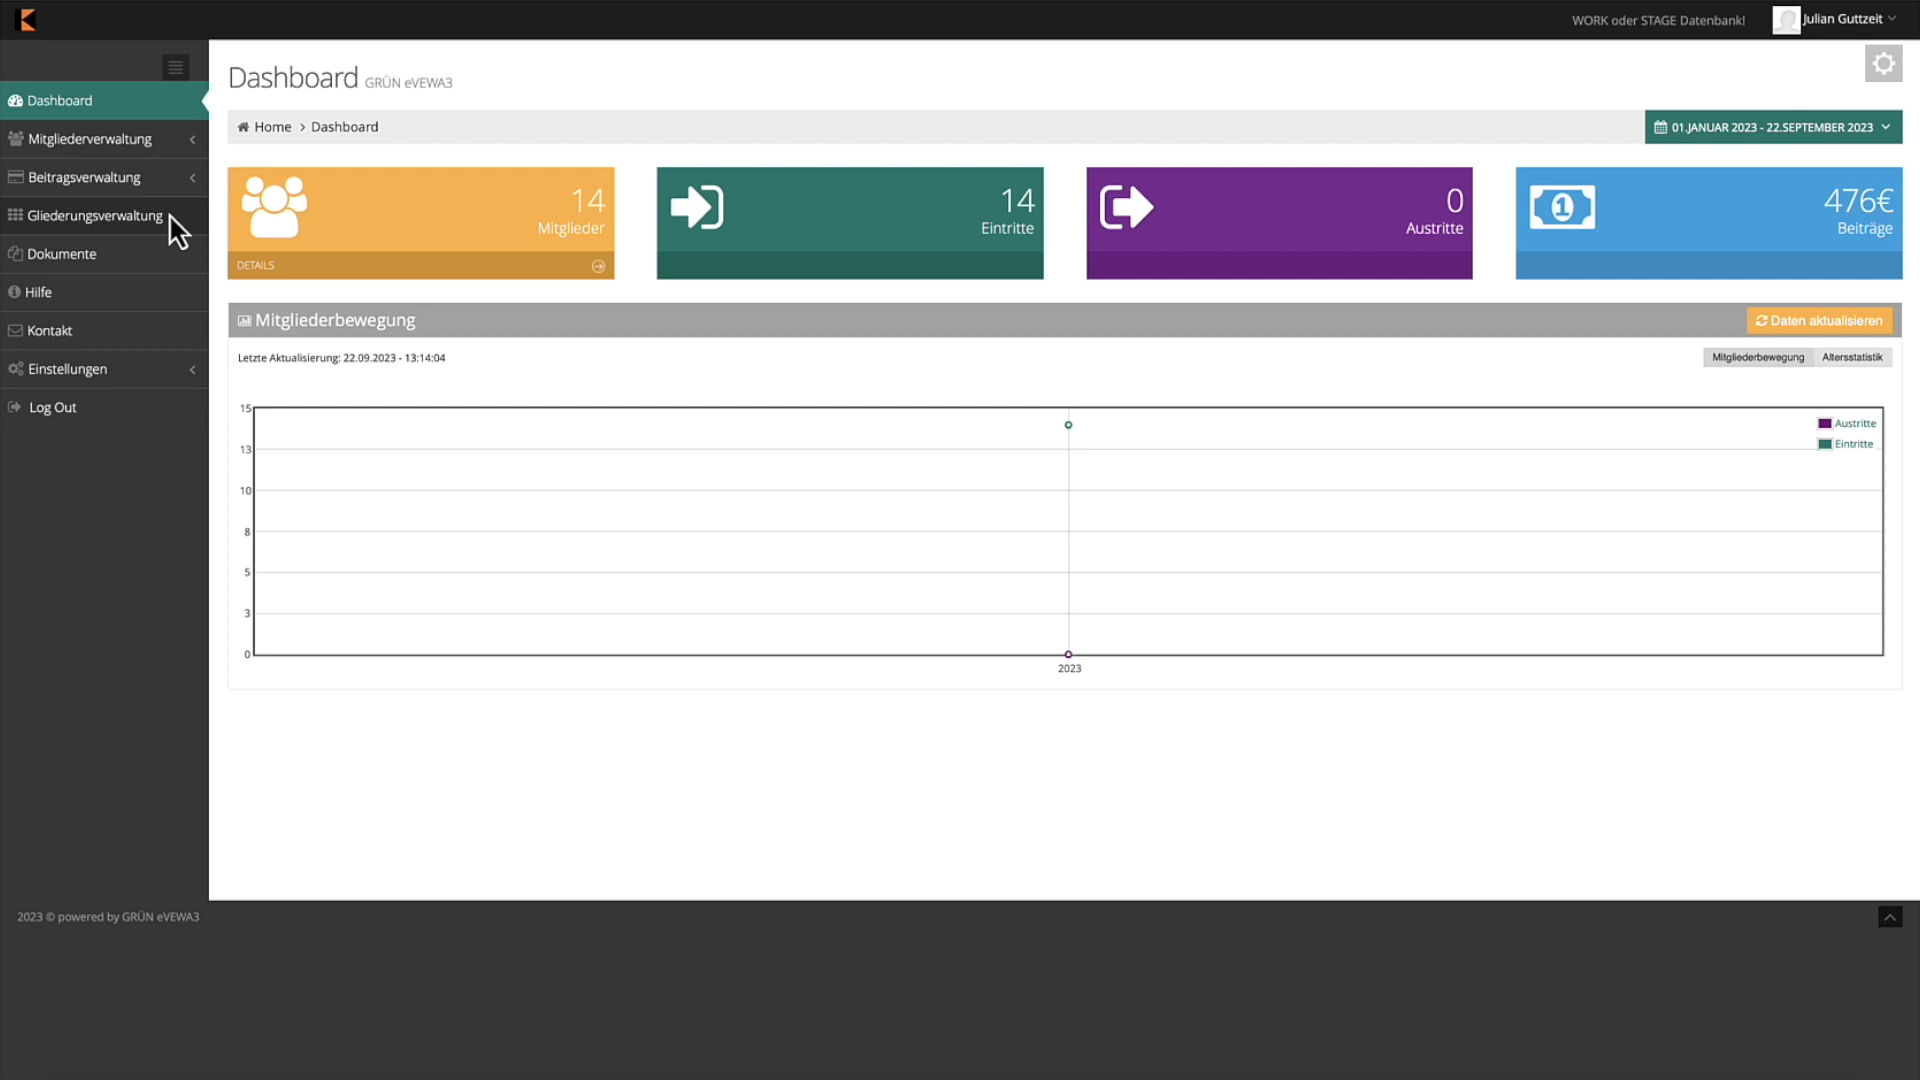 WORK oder STAGE Datenbank!
Julian Guttzeit
Dashboard GRÜN eVEWA3
Home > Dashboard
01.JANUAR 2023 - 22.SEPTEMBER 2023
Dashboard
Mitgliederverwaltung
Beitragsverwaltung
Gliederungsverwaltung
Dokumente
Hilfe
Kontakt
Einstellungen
Log Out
14
Mitglieder
DETAILS
14
Eintritte
0
Austritte
1
476€
Beiträge
Mitgliederbewegung
Daten aktualisieren
Letzte Aktualisierung: 22.09.2023 - 13:14:04
Mitgliederbewegung
Altersstatistik
15
13
10
8
5
3
0
2023
Austritte
Eintritte
2023 © powered by GRÜN eVEWA3